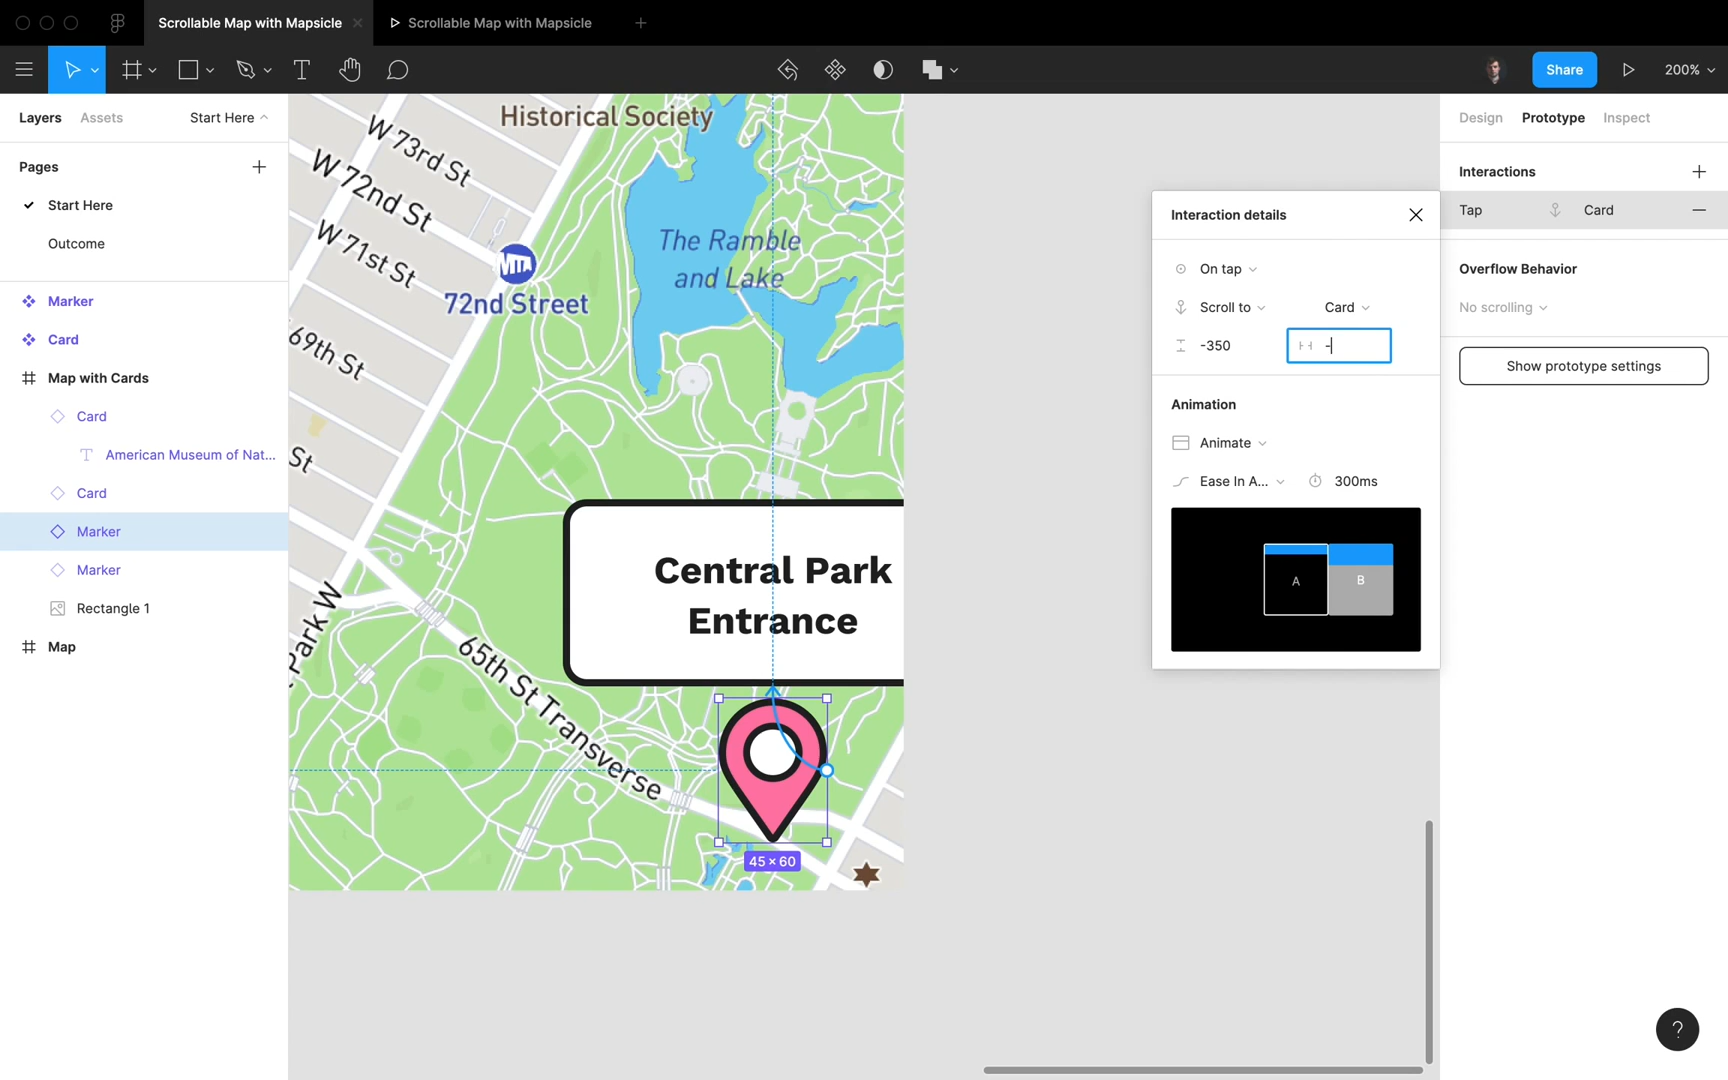 Scrollable Map with Mapsicle
Scrollable Map with Mapsicle
Share
200%
Layers
Assets
Start Here
Pages
Start Here
Outcome
Marker
Card
Map with Cards
Card
American Museum of Nat...
Card
Marker
Marker
Rectangle 1
Map
Historical Society
W 73rd St
W 72nd St
W 71st St
MTA
72nd Street
69th St
St
Park W
65th St Transverse
The Ramble
and Lake
Central Park
Entrance
45 × 60
Interaction details
On tap
Scroll to
Card
-350
-
Animation
Animate
Ease In A...
300ms
A
B
Design
Prototype
Inspect
Interactions
Tap
Card
Overflow Behavior
No scrolling
Show prototype settings
?